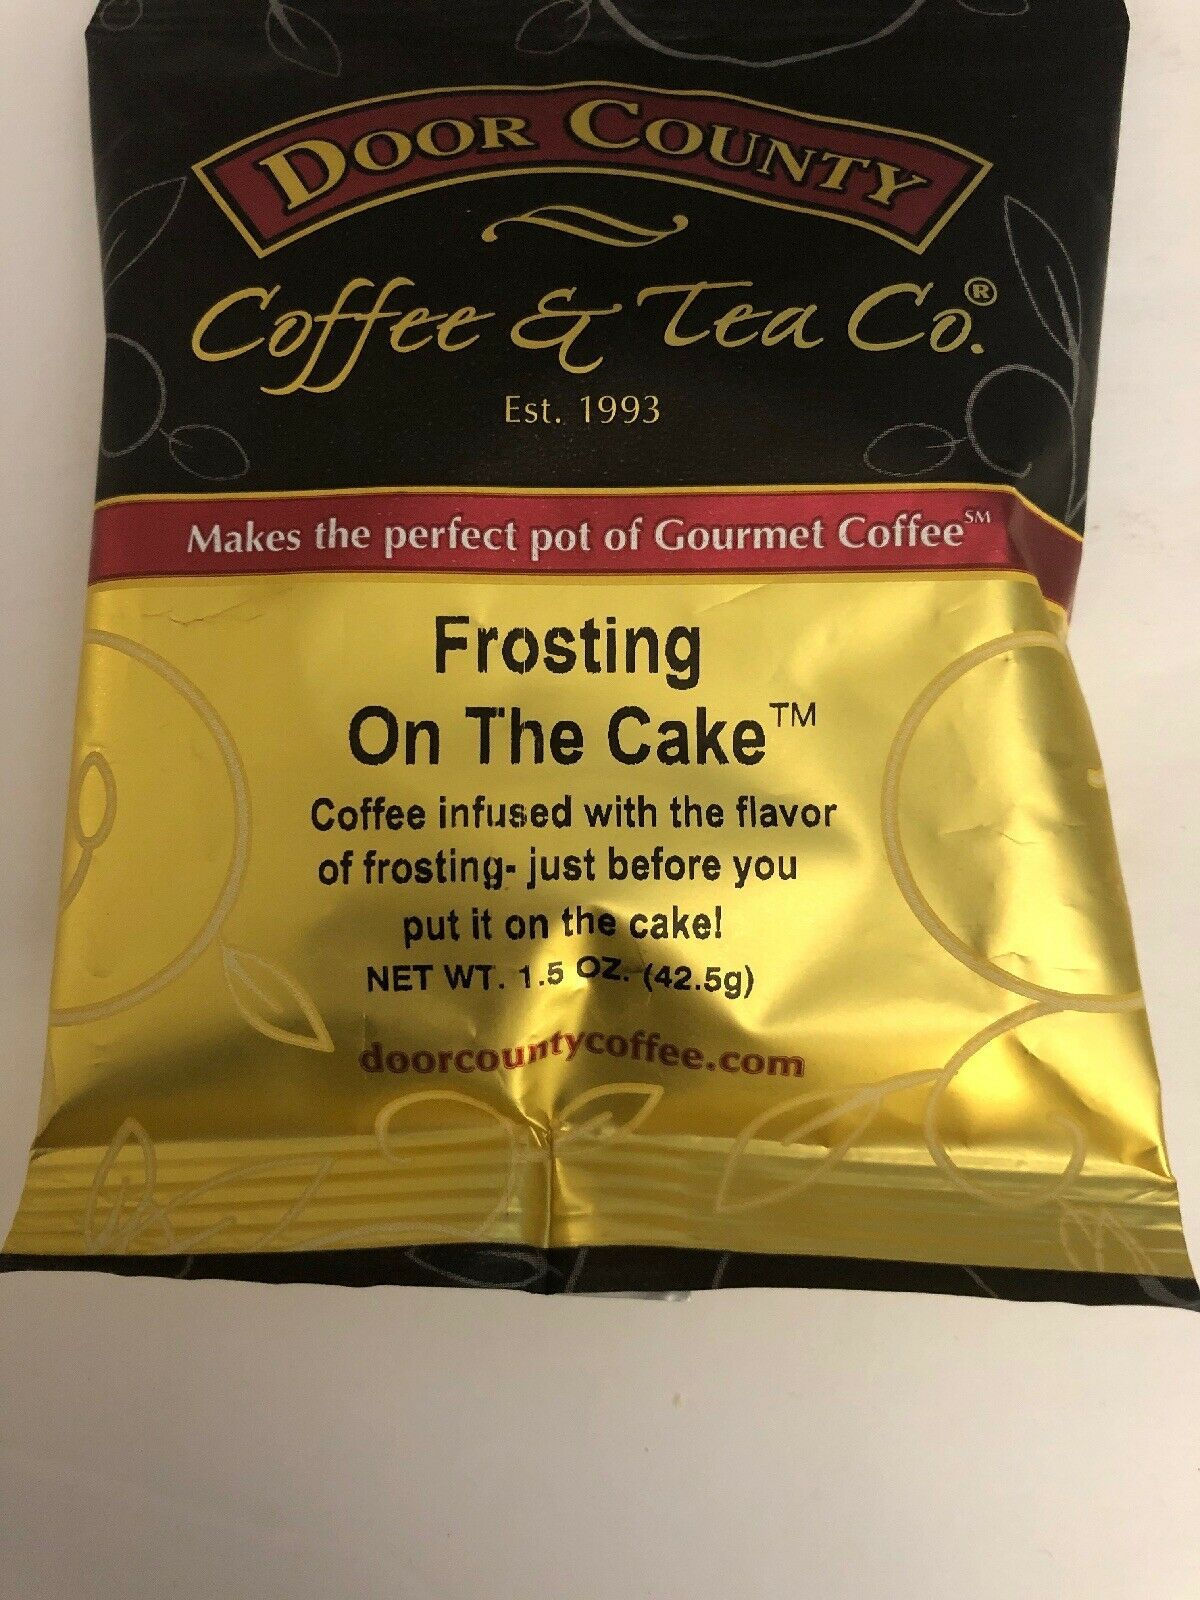 DOOR COUNTY
Coffee & Tea Co.®
Est. 1993
Makes the perfect pot of Gourmet Coffee℠
Frosting
On The Cake™
Coffee infused with the flavor
of frosting- just before you
put it on the cake!
NET WT. 1.5 OZ. (42.5g)
doorcountycoffee.com